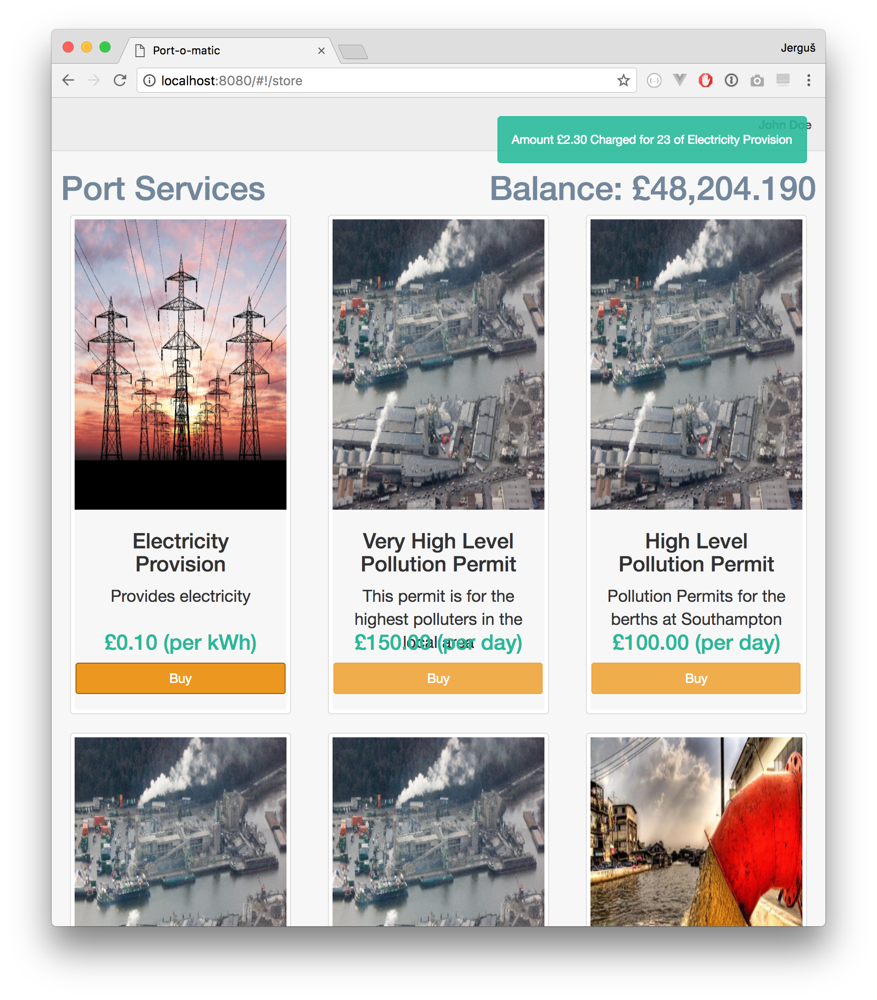 Port-o-matic
Jerguš
localhost:8080/#!/store
John Doe
Amount £2.30 Charged for 23 of Electricity Provision
Port Services
Balance: £48,204.190
Electricity
Provision
Provides electricity
£0.10 (per kWh)
Buy
Very High Level
Pollution Permit
This permit is for the
highest polluters in the
local area
£150.00 (per day)
Buy
High Level
Pollution Permit
Pollution Permits for the
berths at Southampton
£100.00 (per day)
Buy